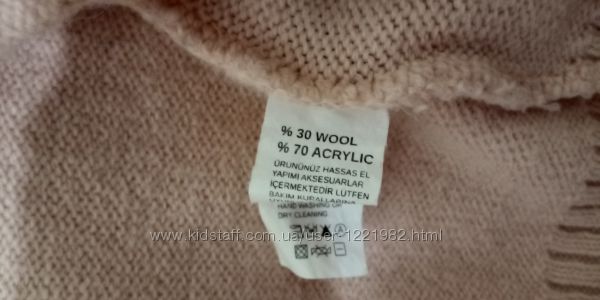 % 30 WOOL
% 70 ACRYLIC
ÜRÜNÜNÜZ HASSAS EL
YAPIMI AKSESUARLAR
İÇERMEKTEDİR LÜTFEN
BAKIM KURALLARINA
HAND WASHING OR
DRY CLEANING
www.kidstaff.com.ua/user-1221982.html